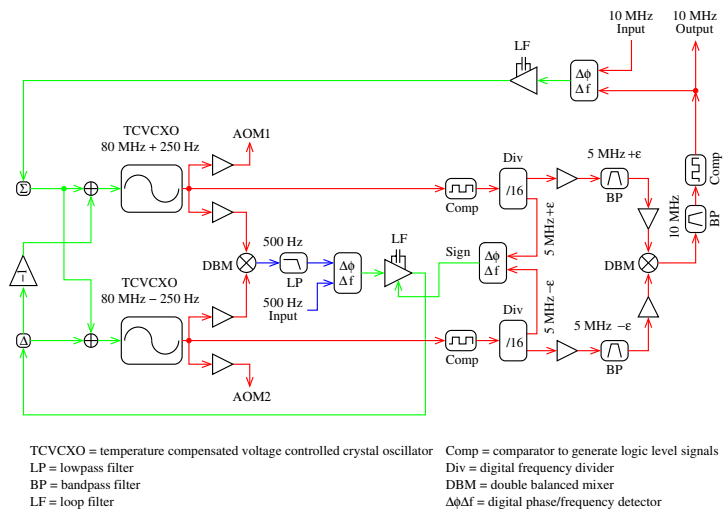 10 MHz
Input
10 MHz
Output
LF
Δϕ
Δ f
TCVCXO
80 MHz + 250 Hz
AOM1
Div
5 MHz+ε
Σ
/16
Comp
BP
Comp
5 MHz+ε
10 MHz
BP
−1
DBM
500 Hz
LP
500 Hz
Input
Δϕ
Δ f
LF
Sign
Δϕ
Δ f
DBM
TCVCXO
80 MHz − 250 Hz
5 MHz−ε
Div
5 MHz −ε
Δ
/16
Comp
BP
AOM2
TCVCXO = temperature compensated voltage controlled crystal oscillator
LP = lowpass filter
BP = bandpass filter
LF = loop filter
Comp = comparator to generate logic level signals
Div = digital frequency divider
DBM = double balanced mixer
ΔϕΔf = digital phase/frequency detector